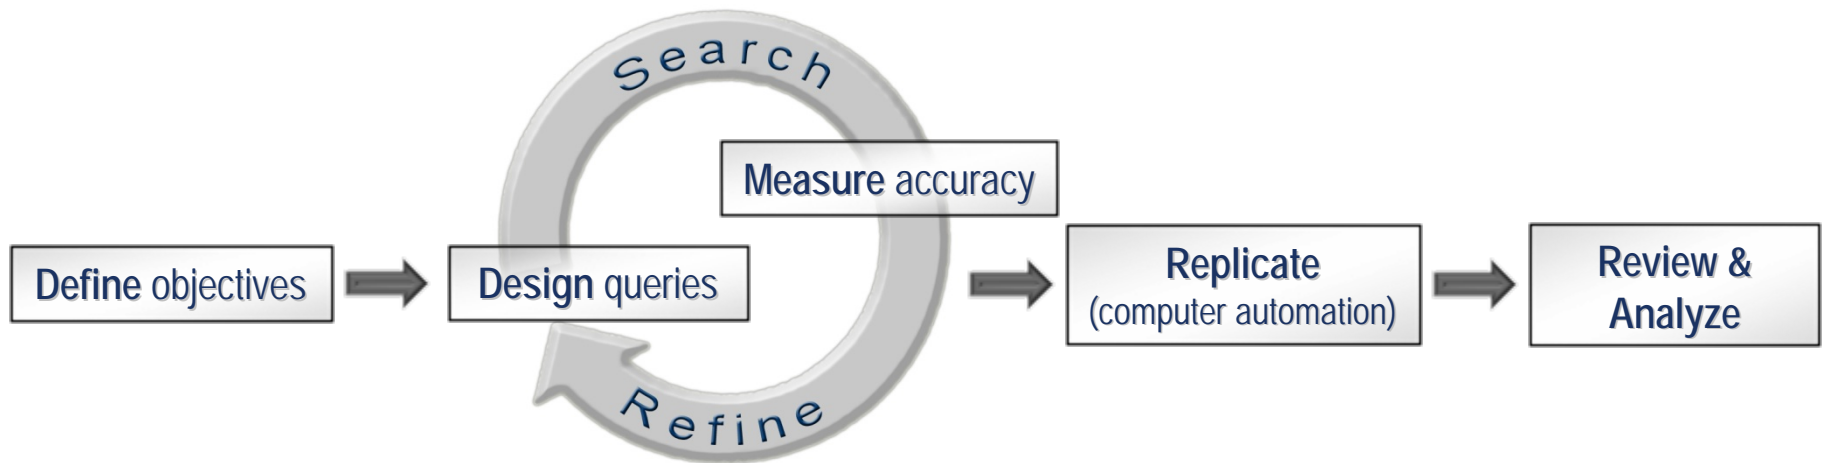 Search
Measure accuracy
Define objectives
Design queries
Replicate
(computer automation)
Review &
Analyze
Refine